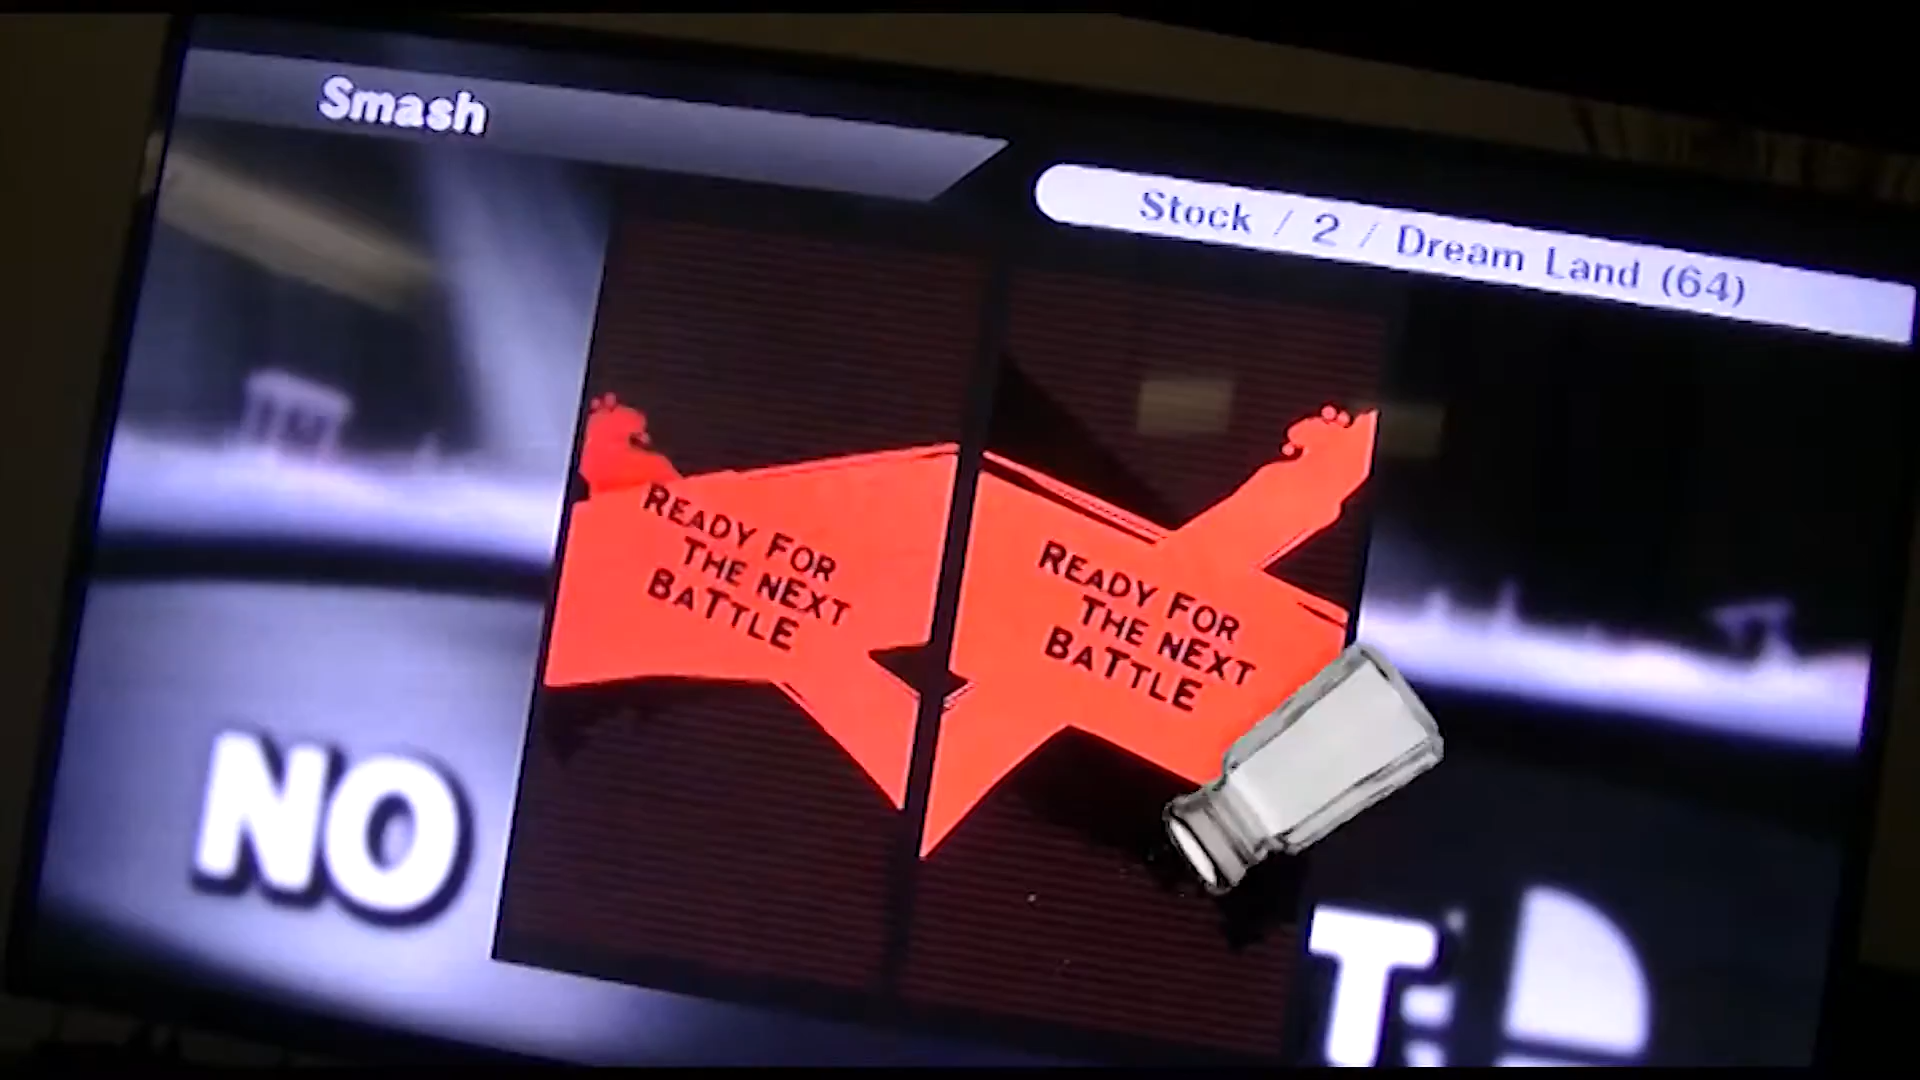 Smash
Stock / 2 / Dream Land (64)
READY FOR
THE NEXT
BATTLE
READY FOR
THE NEXT
BATTLE
NO